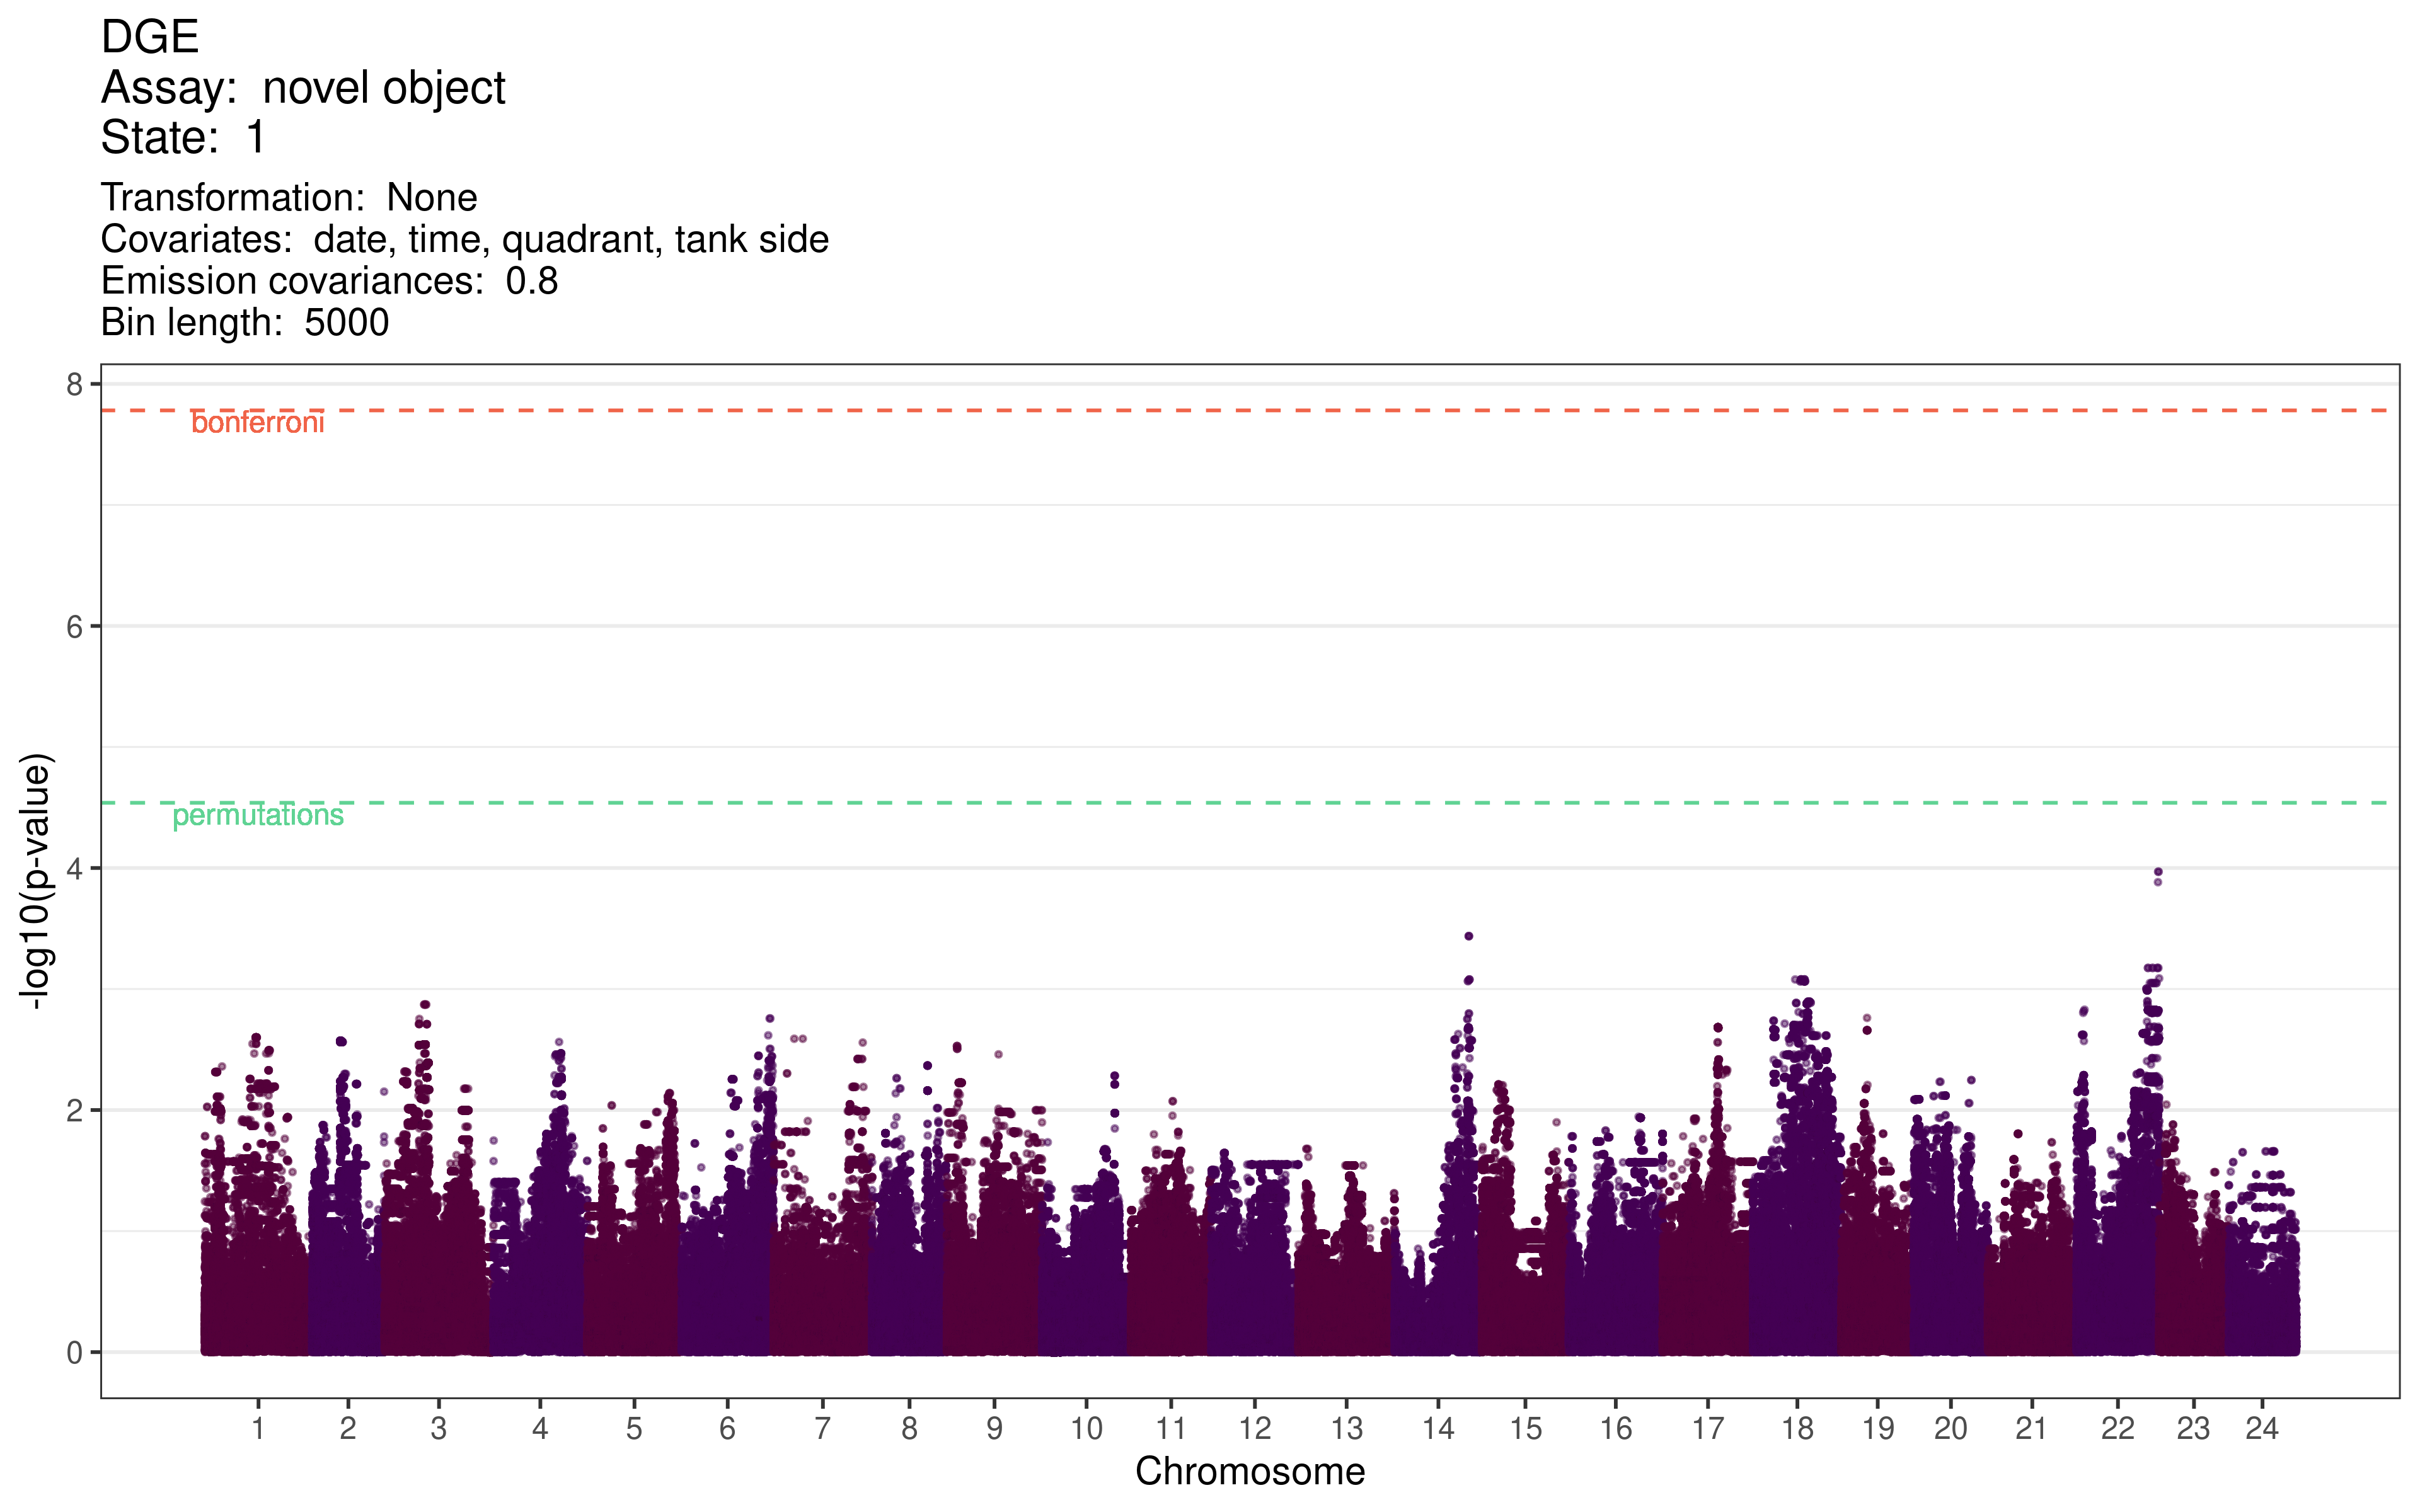 DGE
Assay:  novel object
State:  1
Transformation:  None
Covariates:  date, time, quadrant, tank side
Emission covariances:  0.8
Bin length:  5000
8
bonferroni
6
permutations
4
2
0
-log10(p-value)
1 2 3 4 5 6 7 8 9 10 11 12 13 14 15 16 17 18 19 20 21 22 23 24
Chromosome